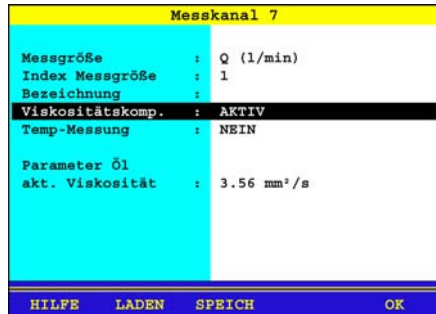 Messkanal 7
Messgröße : Q (l/min)
Index Messgröße : 1
Bezeichnung :
Viskositätskomp. : AKTIV
Temp-Messung : NEIN
Parameter Öl
akt. Viskosität : 3.56 mm²/s
HILFE LADEN SPEICH OK